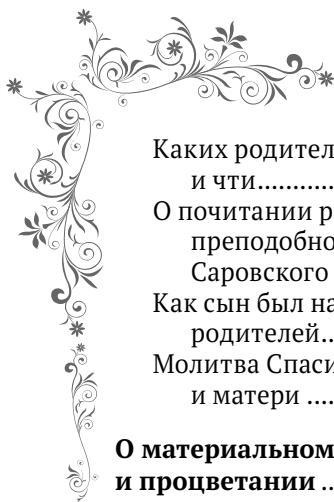 Каких родител
и чти............
О почитании р
преподобно
Саровского
Как сын был на
родителей..
Молитва Спаси
и матери ....
О материальном
и процветании ..